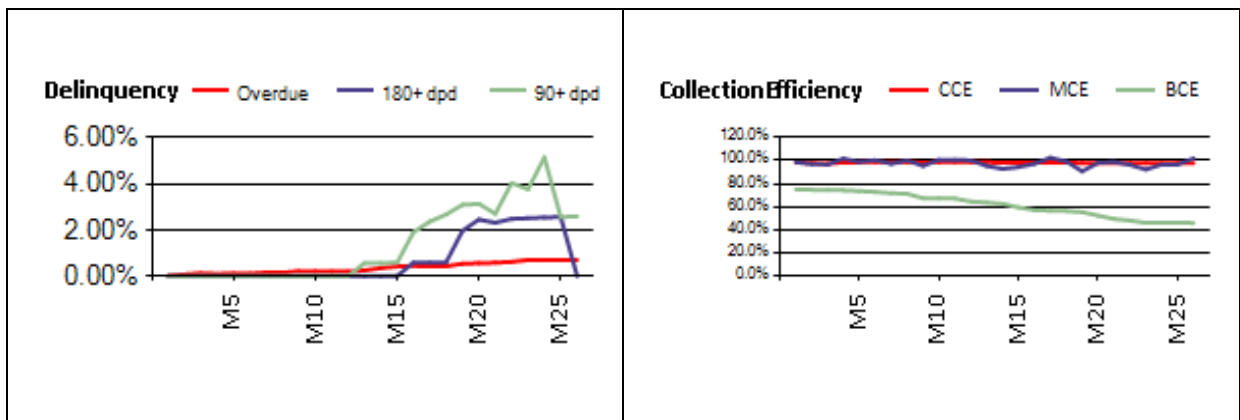 Delinquency Overdue 180+ dpd 90+ dpd
6.00%
4.00%
2.00%
0.00%
M5 M10 M15 M20 M25
Collection Efficiency CCE MCE BCE
120.0%
100.0%
80.0%
60.0%
40.0%
20.0%
0.0%
M5 M10 M15 M20 M25